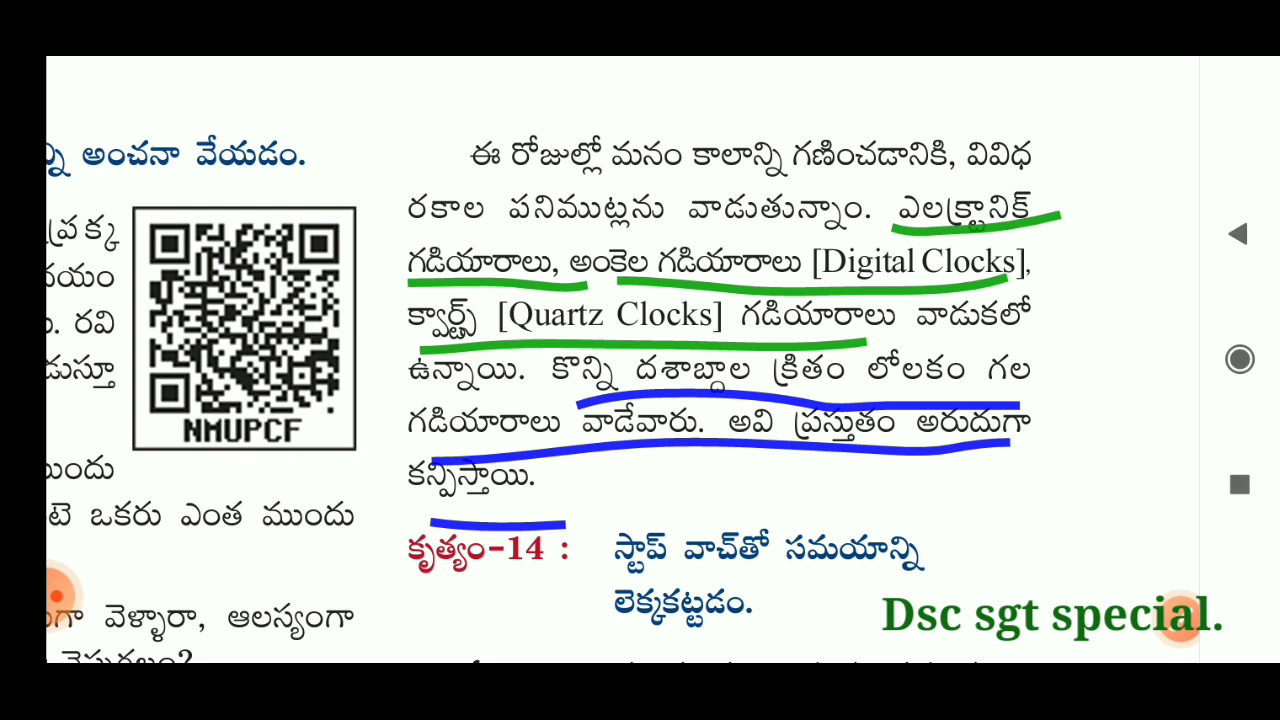 అంచనా వేయడం.
రవి
NMUPCF
ఒకరు ఎంత ముందు
వెళ్ళారా, ఆలస్యంగా
ఈ రోజుల్లో మనం కాలాన్ని గణించడానికి, వివిధ
రకాల పనిముట్లను వాడుతున్నాం. ఎలక్ట్రానిక్
గడియారాలు, అంకెల గడియారాలు [Digital Clocks],
క్వార్ట్జ్ [Quartz Clocks] గడియారాలు వాడుకలో
ఉన్నాయి. కొన్ని దశాబ్దాల క్రితం లోలకం గల
గడియారాలు వాడేవారు. అవి ప్రస్తుతం అరుదుగా
కన్పిస్తాయి.
కృత్యం-14 : స్టాప్ వాచ్‌తో సమయాన్ని
లెక్కకట్టడం.
Dsc sgt special.